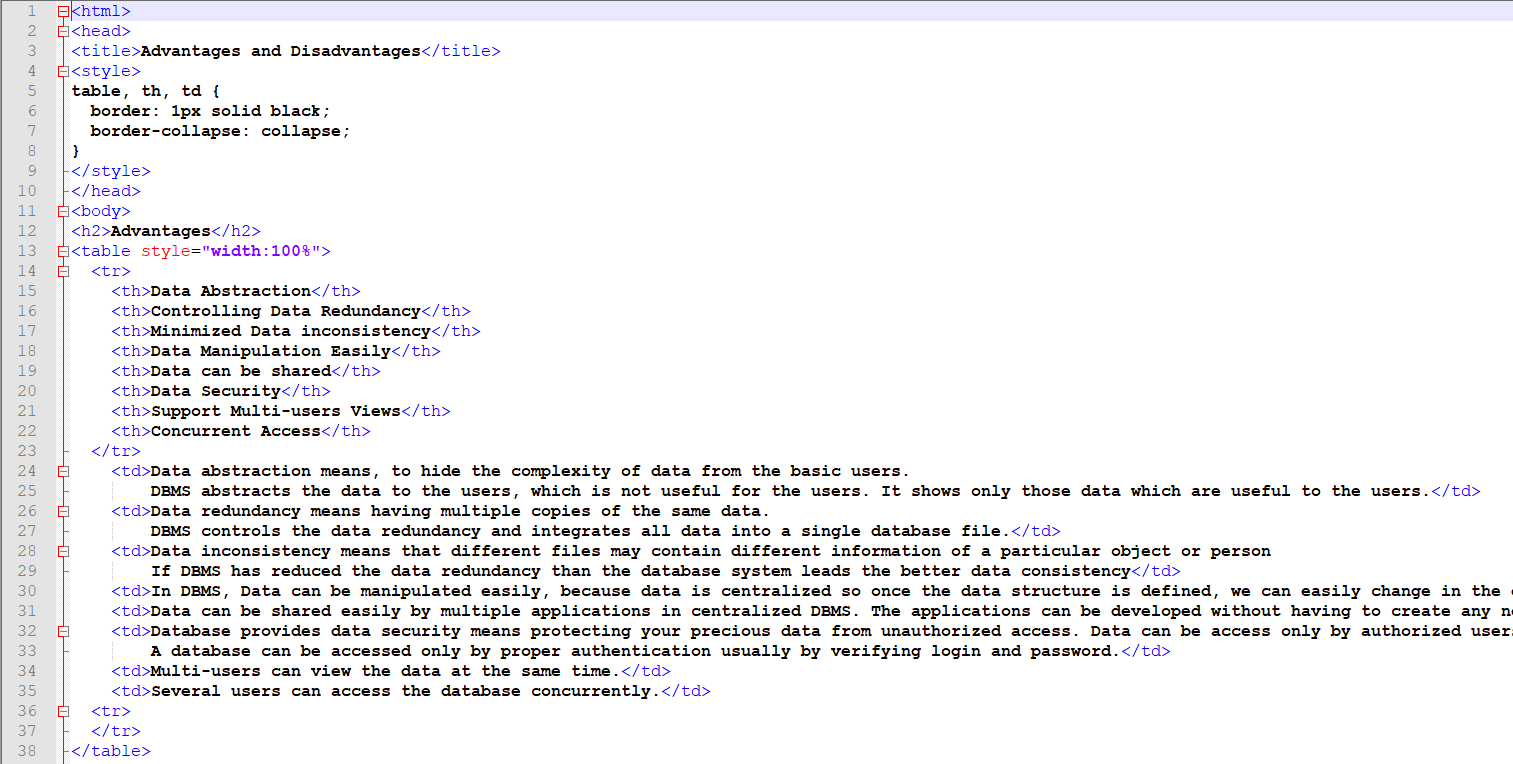 1 <html>
2 <head>
3 <title>Advantages and Disadvantages</title>
4 <style>
5 table, th, td {
6   border: 1px solid black;
7   border-collapse: collapse;
8 }
9 </style>
10 </head>
11 <body>
12 <h2>Advantages</h2>
13 <table style="width:100%">
14   <tr>
15     <th>Data Abstraction</th>
16     <th>Controlling Data Redundancy</th>
17     <th>Minimized Data inconsistency</th>
18     <th>Data Manipulation Easily</th>
19     <th>Data can be shared</th>
20     <th>Data Security</th>
21     <th>Support Multi-users Views</th>
22     <th>Concurrent Access</th>
23   </tr>
24     <td>Data abstraction means, to hide the complexity of data from the basic users.
25         DBMS abstracts the data to the users, which is not useful for the users. It shows only those data which are useful to the users.</td>
26     <td>Data redundancy means having multiple copies of the same data.
27         DBMS controls the data redundancy and integrates all data into a single database file.</td>
28     <td>Data inconsistency means that different files may contain different information of a particular object or person
29         If DBMS has reduced the data redundancy than the database system leads the better data consistency</td>
30     <td>In DBMS, Data can be manipulated easily, because data is centralized so once the data structure is defined, we can easily change in the
31     <td>Data can be shared easily by multiple applications in centralized DBMS. The applications can be developed without having to create any
32     <td>Database provides data security means protecting your precious data from unauthorized access. Data can be access only by authorized user
33         A database can be accessed only by proper authentication usually by verifying login and password.</td>
34     <td>Multi-users can view the data at the same time.</td>
35     <td>Several users can access the database concurrently.</td>
36   <tr>
37   </tr>
38 </table>